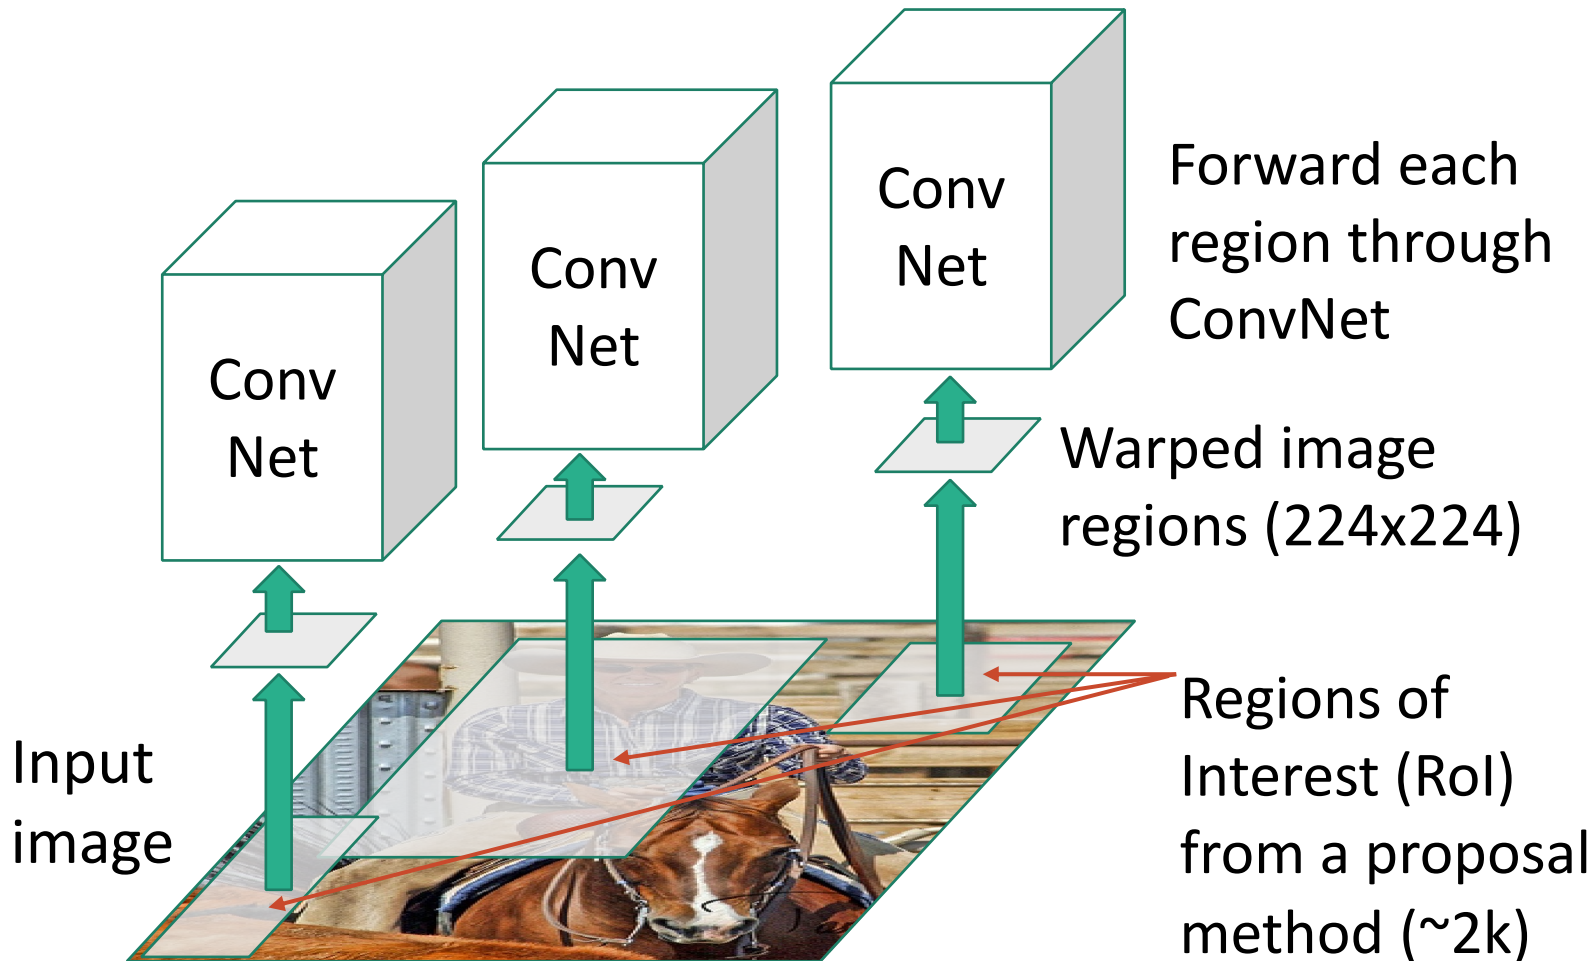 Conv
Net
Conv
Net
Conv
Net
Forward each
region through
ConvNet
Warped image
regions (224x224)
Input
image
Regions of
Interest (RoI)
from a proposal
method (~2k)